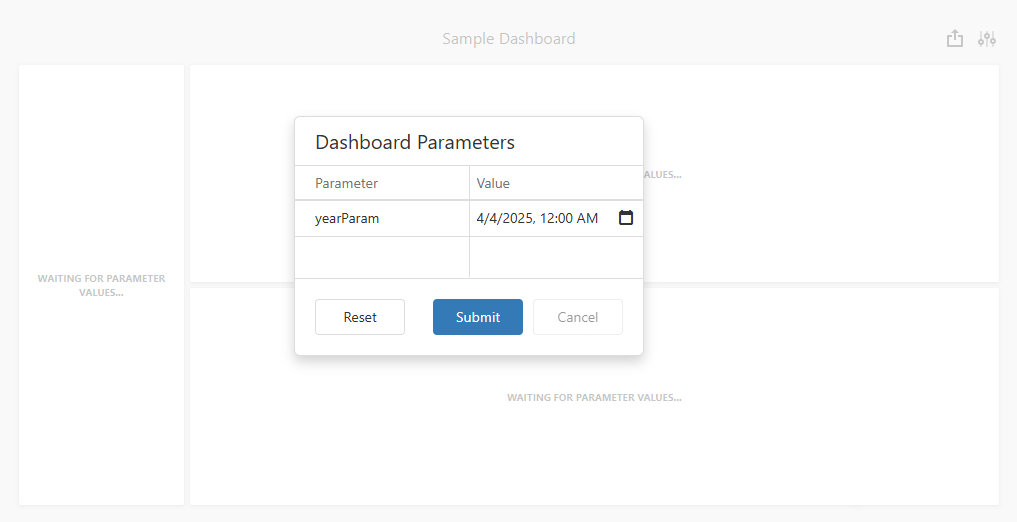 Sample Dashboard
Dashboard Parameters
Parameter Value
yearParam 4/4/2025, 12:00 AM
Reset Submit Cancel
WAITING FOR PARAMETER
VALUES...
ALUES...
WAITING FOR PARAMETER VALUES...